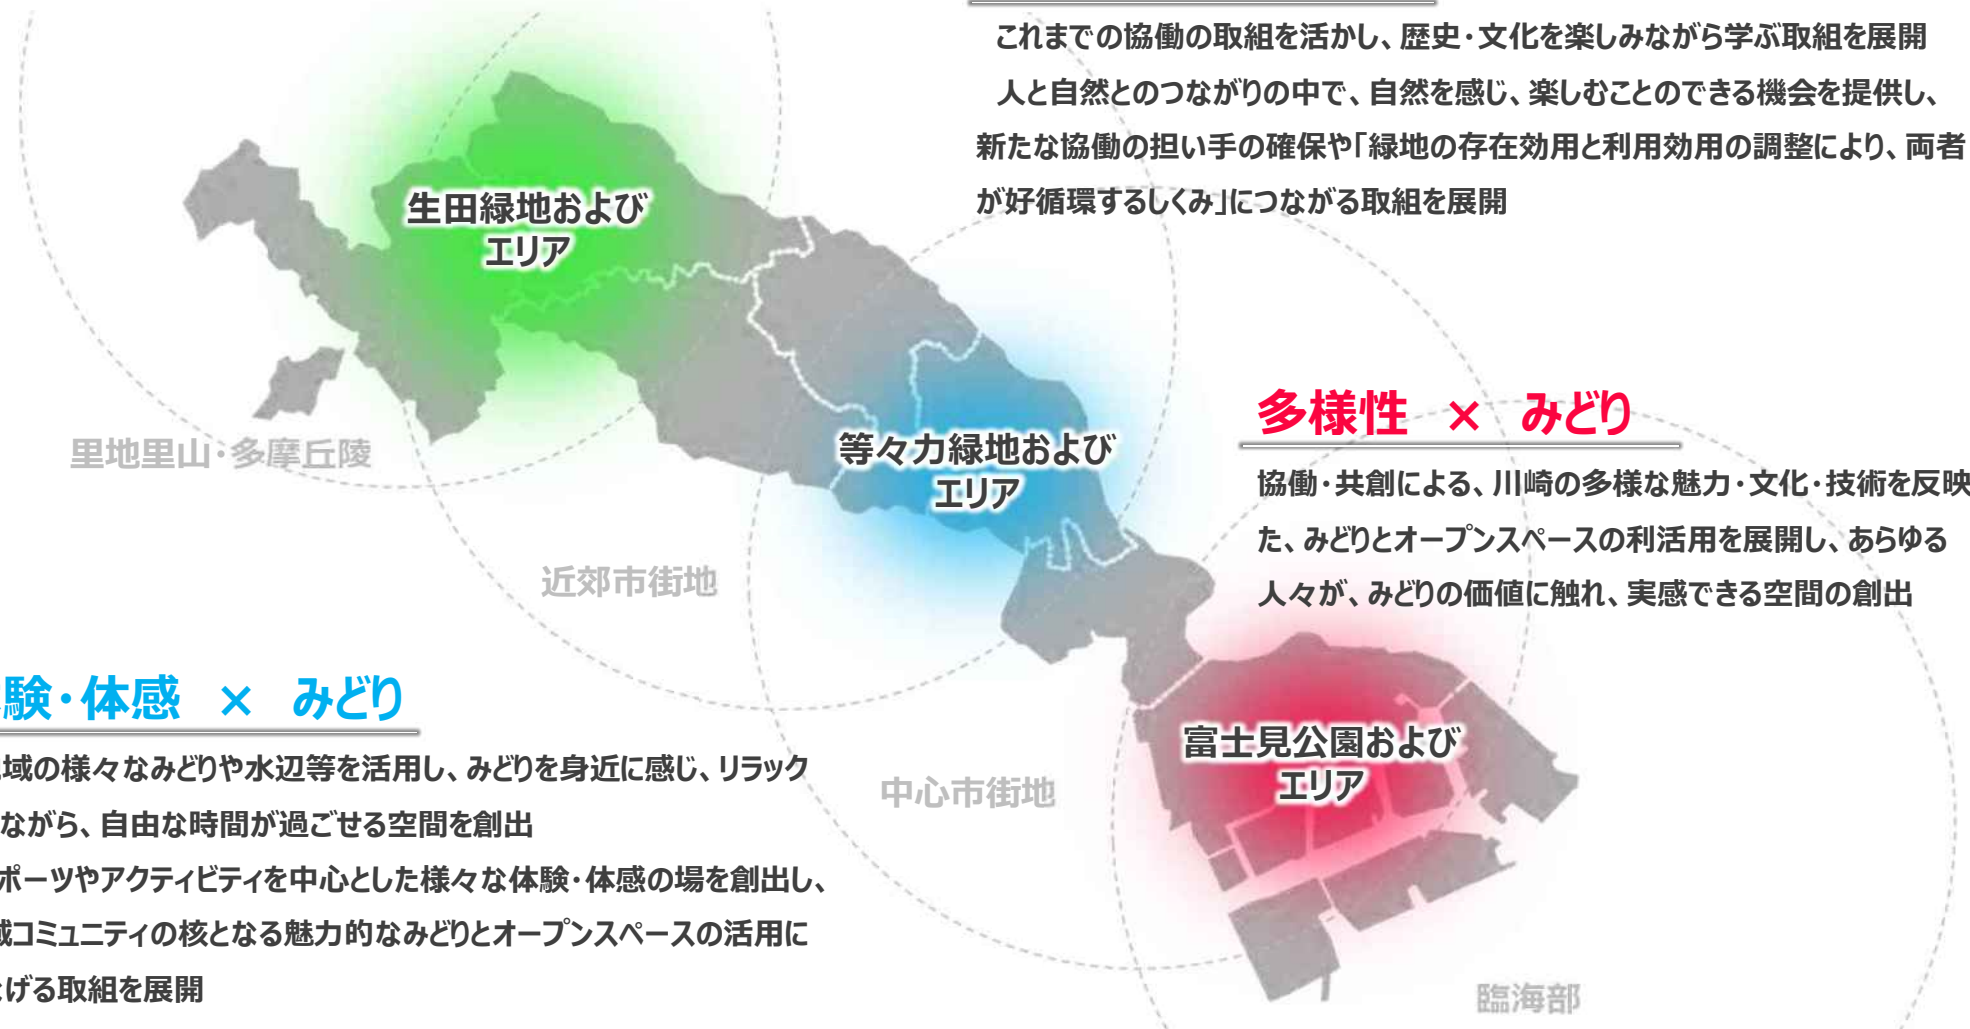 これまでの協働の取組を活かし、歴史・文化を楽しみながら学ぶ取組を展開
人と自然とのつながりの中で、自然を感じ、楽しむことのできる機会を提供し、
新たな協働の担い手の確保や「緑地の存在効用と利用効用の調整により、両者
が好循環するしくみ」につながる取組を展開
生田緑地および
エリア
多様性 × みどり
協働・共創による、川崎の多様な魅力・文化・技術を反映
た、みどりとオープンスペースの利活用を展開し、あらゆる
人々が、みどりの価値に触れ、実感できる空間の創出
等々力緑地および
エリア
里地里山・多摩丘陵
近郊市街地
験・体感 × みどり
域の様々なみどりや水辺等を活用し、みどりを身近に感じ、リラック
ながら、自由な時間が過ごせる空間を創出
ポーツやアクティビティを中心とした様々な体験・体感の場を創出し、
域コミュニティの核となる魅力的なみどりとオープンスペースの活用に
げる取組を展開
富士見公園および
エリア
中心市街地
臨海部